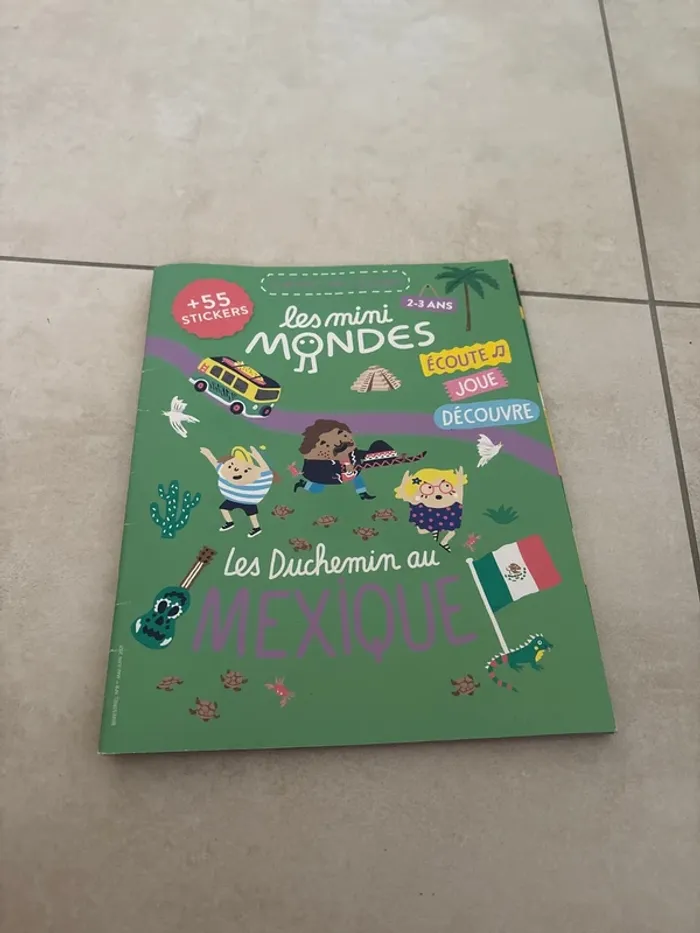 +55
STICKERS
les mini
MONDES
2-3 ANS
ÉCOUTE
JOUE
DÉCOUVRE
Les Duchemin au
MEXIQUE